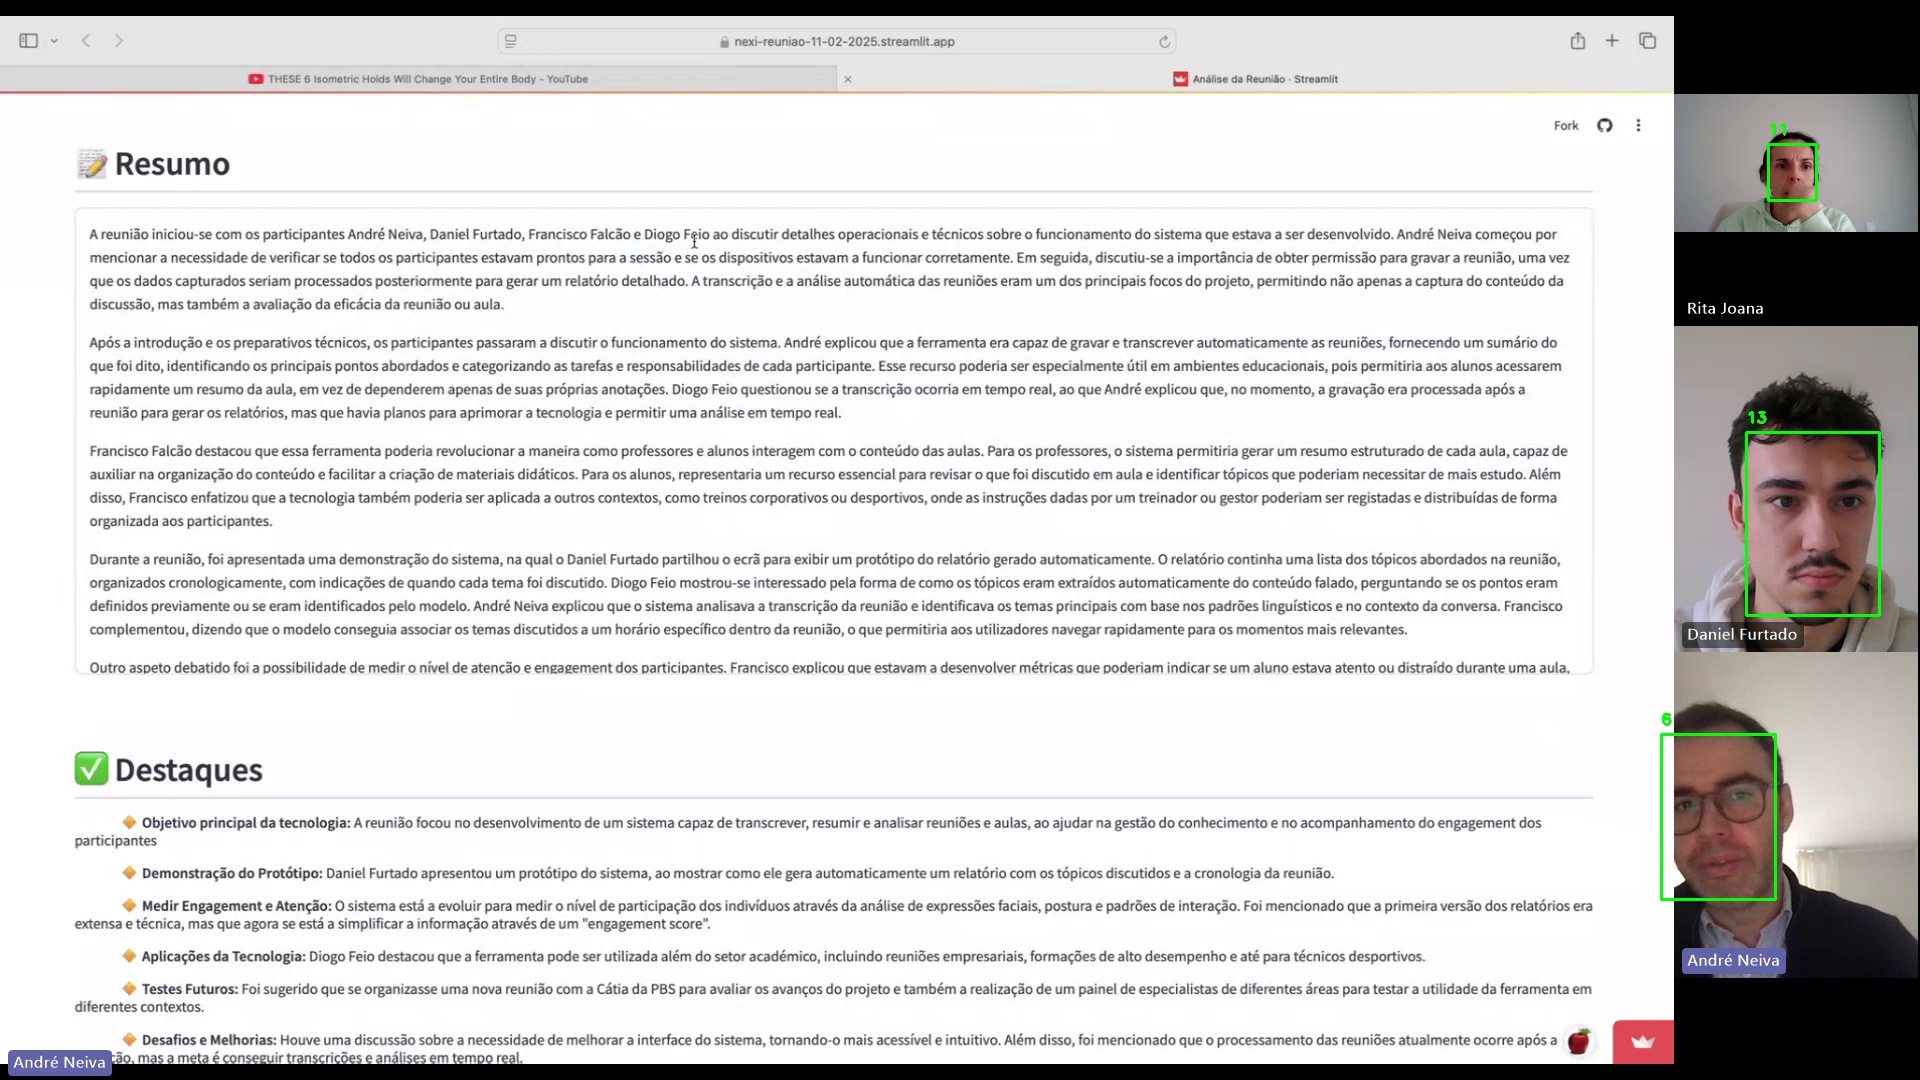 nexi-reuniao-11-02-2025.streamlit.app
THESE 6 Isometric Holds Will Change Your Entire Body - YouTube
Análise da Reunião · Streamlit
Fork
Resumo
A reunião iniciou-se com os participantes André Neiva, Daniel Furtado, Francisco Falcão e Diogo Feio ao discutir detalhes operacionais e técnicos sobre o funcionamento do sistema que estava a ser desenvolvido. André Neiva começou por
mencionar a necessidade de verificar se todos os participantes estavam prontos para a sessão e se os dispositivos estavam a funcionar corretamente. Em seguida, discutiu-se a importância de obter permissão para gravar a reunião, uma vez
que os dados capturados seriam processados posteriormente para gerar um relatório detalhado. A transcrição e a análise automática das reuniões eram um dos principais focos do projeto, permitindo não apenas a captura do conteúdo da
discussão, mas também a avaliação da eficácia da reunião ou aula.
Após a introdução e os preparativos técnicos, os participantes passaram a discutir o funcionamento do sistema. André explicou que a ferramenta era capaz de gravar e transcrever automaticamente as reuniões, fornecendo um sumário do
que foi dito, identificando os principais pontos abordados e categorizando as tarefas e responsabilidades de cada participante. Esse recurso poderia ser especialmente útil em ambientes educacionais, pois permitiria aos alunos acessarem
rapidamente um resumo da aula, em vez de dependerem apenas de suas próprias anotações. Diogo Feio questionou se a transcrição ocorria em tempo real, ao que André explicou que, no momento, a gravação era processada após a
reunião para gerar os relatórios, mas que havia planos para aprimorar a tecnologia e permitir uma análise em tempo real.
Francisco Falcão destacou que essa ferramenta poderia revolucionar a maneira como professores e alunos interagem com o conteúdo das aulas. Para os professores, o sistema permitiria gerar um resumo estruturado de cada aula, capaz de
auxiliar na organização do conteúdo e facilitar a criação de materiais didáticos. Para os alunos, representaria um recurso essencial para revisar o que foi discutido em aula e identificar tópicos que poderiam necessitar de mais estudo. Além
disso, Francisco enfatizou que a tecnologia também poderia ser aplicada a outros contextos, como treinos corporativos ou desportivos, onde as instruções dadas por um treinador ou gestor poderiam ser registadas e distribuídas de forma
organizada aos participantes.
Durante a reunião, foi apresentada uma demonstração do sistema, na qual o Daniel Furtado partilhou o ecrã para exibir um protótipo do relatório gerado automaticamente. O relatório continha uma lista dos tópicos abordados na reunião,
organizados cronologicamente, com indicações de quando cada tema foi discutido. Diogo Feio mostrou-se interessado pela forma de como os tópicos eram extraídos automaticamente do conteúdo falado, perguntando se os pontos eram
definidos previamente ou se eram identificados pelo modelo. André Neiva explicou que o sistema analisava a transcrição da reunião e identificava os temas principais com base nos padrões linguísticos e no contexto da conversa. Francisco
complementou, dizendo que o modelo conseguia associar os temas discutidos a um horário específico dentro da reunião, o que permitiria aos utilizadores navegar rapidamente para os momentos mais relevantes.
Outro aspeto debatido foi a possibilidade de medir o nível de atenção e engagement dos participantes. Francisco explicou que estavam a desenvolver métricas que poderiam indicar se um aluno estava atento ou distraído durante uma aula,
Destaques
Objetivo principal da tecnologia: A reunião focou no desenvolvimento de um sistema capaz de transcrever, resumir e analisar reuniões e aulas, ao ajudar na gestão do conhecimento e no acompanhamento do engagement dos
participantes
Demonstração do Protótipo: Daniel Furtado apresentou um protótipo do sistema, ao mostrar como ele gera automaticamente um relatório com os tópicos discutidos e a cronologia da reunião.
Medir Engagement e Atenção: O sistema está a evoluir para medir o nível de participação dos indivíduos através da análise de expressões faciais, postura e padrões de interação. Foi mencionado que a primeira versão dos relatórios era
extensa e técnica, mas que agora se está a simplificar a informação através de um "engagement score".
Aplicações da Tecnologia: Diogo Feio destacou que a ferramenta pode ser utilizada além do setor académico, incluindo reuniões empresariais, formações de alto desempenho e até para técnicos desportivos.
Testes Futuros: Foi sugerido que se organizasse uma nova reunião com a Cátia da PBS para avaliar os avanços do projeto e também a realização de um painel de especialistas de diferentes áreas para testar a utilidade da ferramenta em
diferentes contextos.
Desafios e Melhorias: Houve uma discussão sobre a necessidade de melhorar a interface do sistema, tornando-o mais acessível e intuitivo. Além disso, foi mencionado que o processamento das reuniões atualmente ocorre após a
ção, mas a meta é conseguir transcrições e análises em tempo real.
André Neiva
11
Rita Joana
13
Daniel Furtado
6
André Neiva